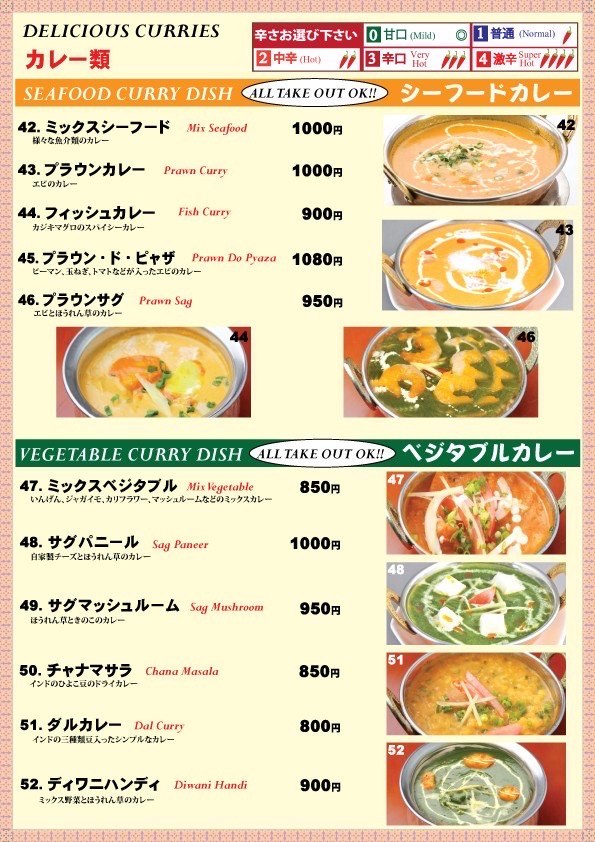 DELICIOUS CURRIES
カレー類
辛さお選び下さい
0 甘口 (Mild) ◎
1 普通 (Normal)
2 中辛 (Hot)
3 辛口 Very Hot
4 激辛 Super Hot
SEAFOOD CURRY DISH ALL TAKE OUT OK!! シーフードカレー
42. ミックスシーフード Mix Seafood 1000円
様々な魚介類のカレー
42
43. プラウンカレー Prawn Curry 1000円
エビのカレー
44. フィッシュカレー Fish Curry 900円
カジキマグロのスパイシーカレー
43
45. プラウン・ド・ピャザ Prawn Do Pyaza 1080円
ピーマン、玉ねぎ、トマトなどが入ったエビのカレー
46. プラウンサグ Prawn Sag 950円
エビとほうれん草のカレー
44
46
VEGETABLE CURRY DISH ALL TAKE OUT OK!! ベジタブルカレー
47. ミックスベジタブル Mix Vegetable 850円
いんげん、ジャガイモ、カリフラワー、マッシュルームなどのミックスカレー
47
48. サグパニール Sag Paneer 1000円
自家製チーズとほうれん草のカレー
48
49. サグマッシュルーム Sag Mushroom 950円
ほうれん草ときのこのカレー
50. チャナマサラ Chana Masala 850円
インドのひよこ豆のドライカレー
51
51. ダルカレー Dal Curry 800円
インドの三種類豆入ったシンプルなカレー
52
52. ディワニハンディ Diwani Handi 900円
ミックス野菜とほうれん草のカレー